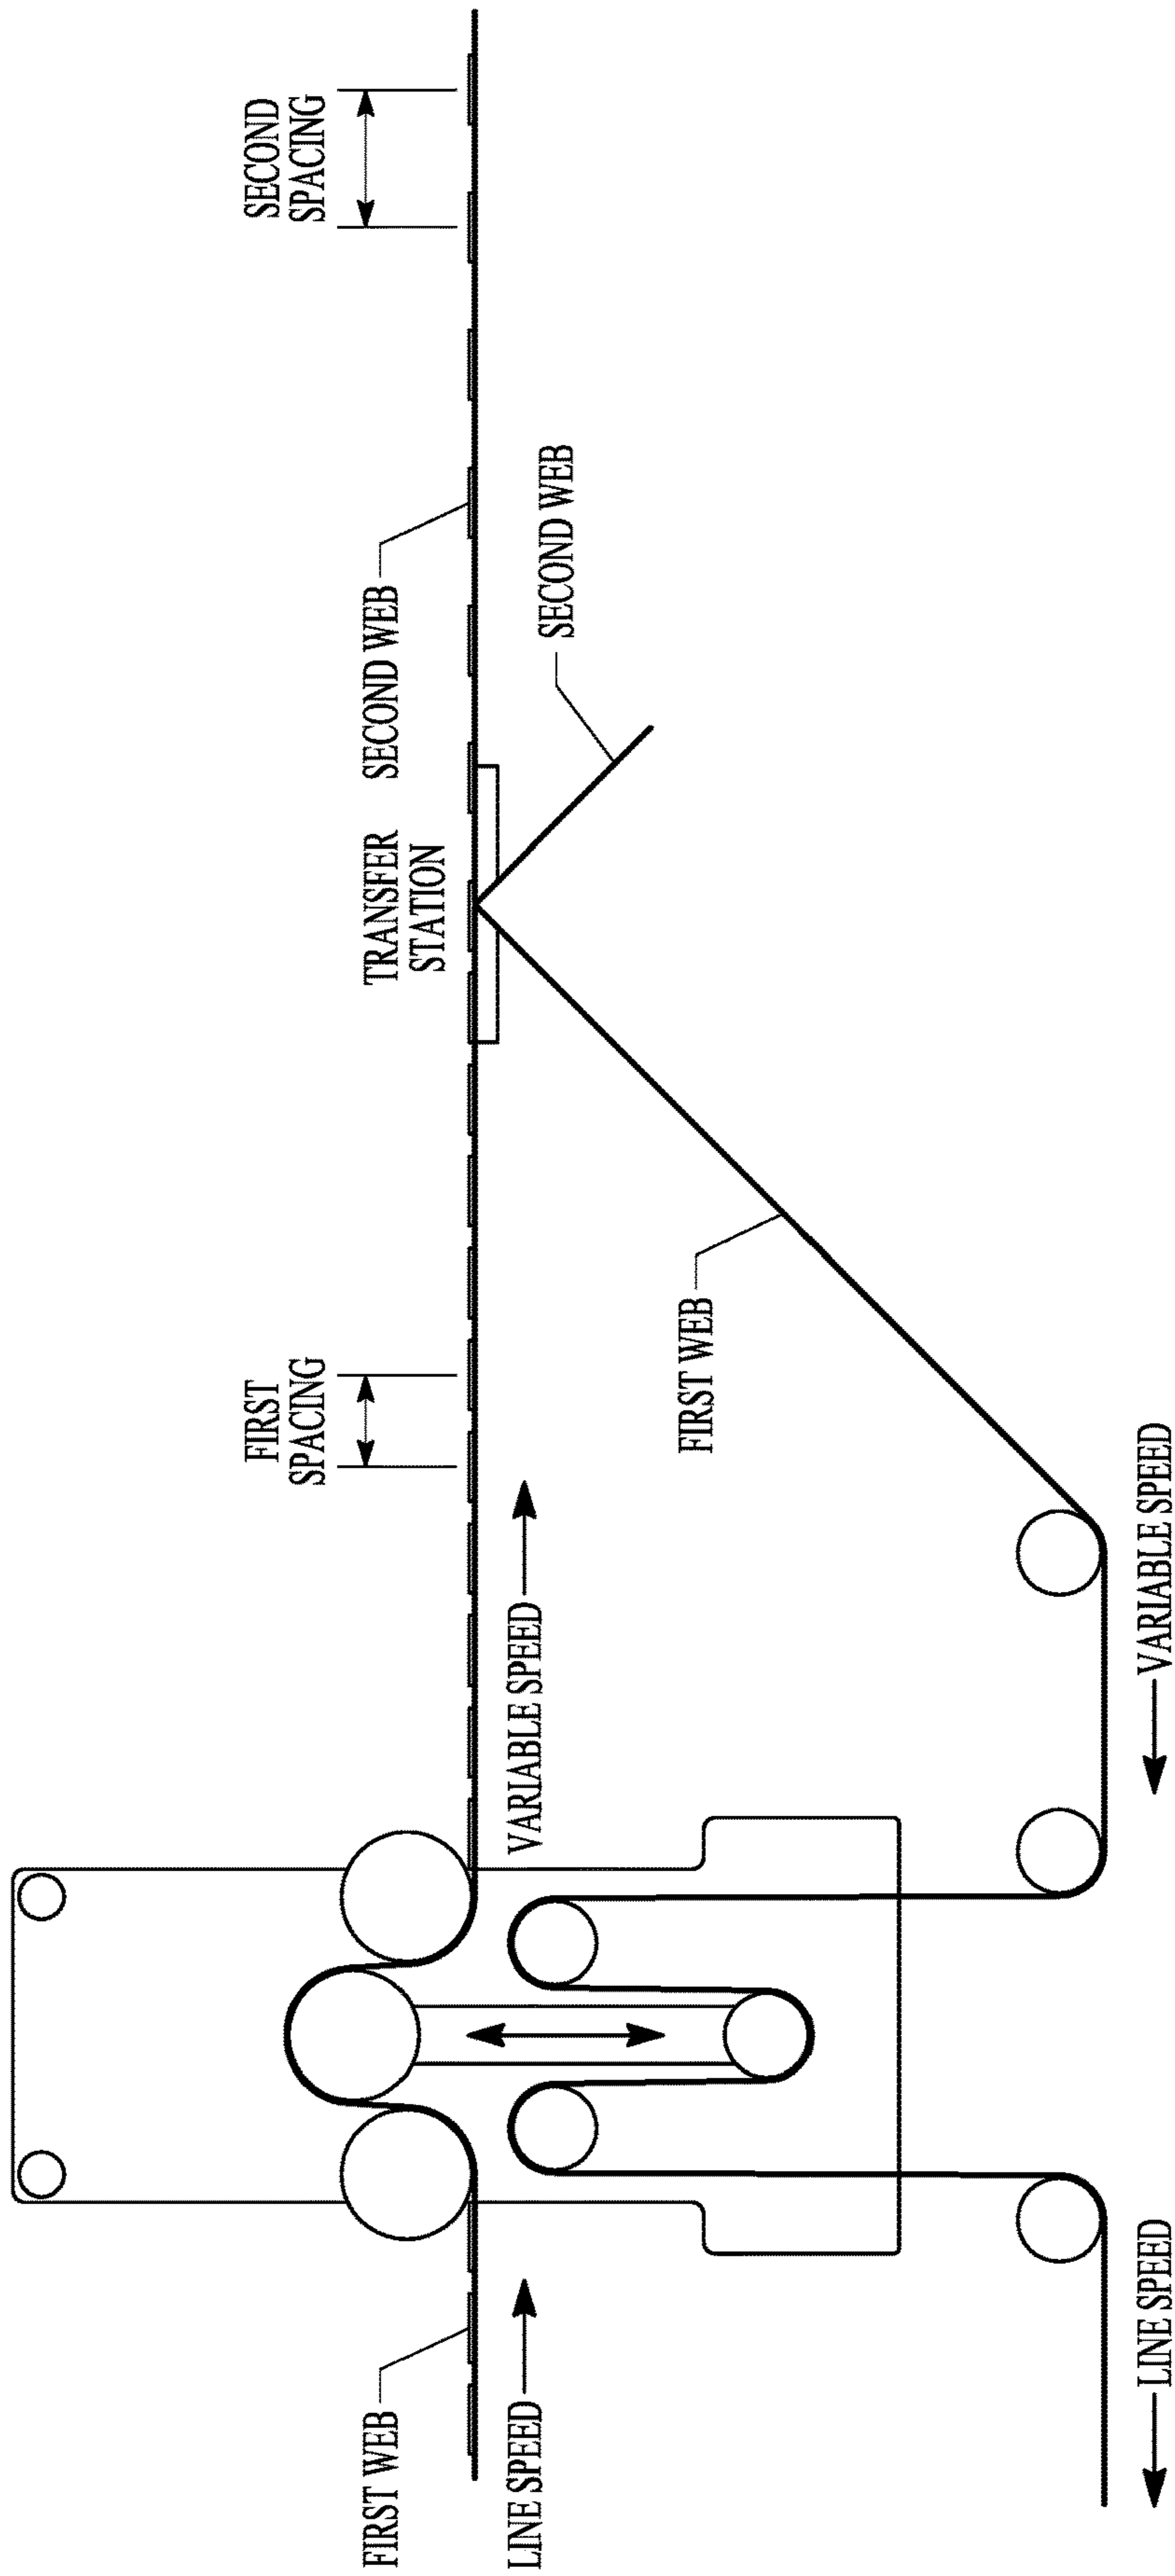 SECOND
SPACING
FIRST
SPACING
SECOND WEB
TRANSFER
STATION
FIRST WEB
SECOND WEB
VARIABLE SPEED
LINE SPEED
FIRST WEB
VARIABLE SPEED
LINE SPEED